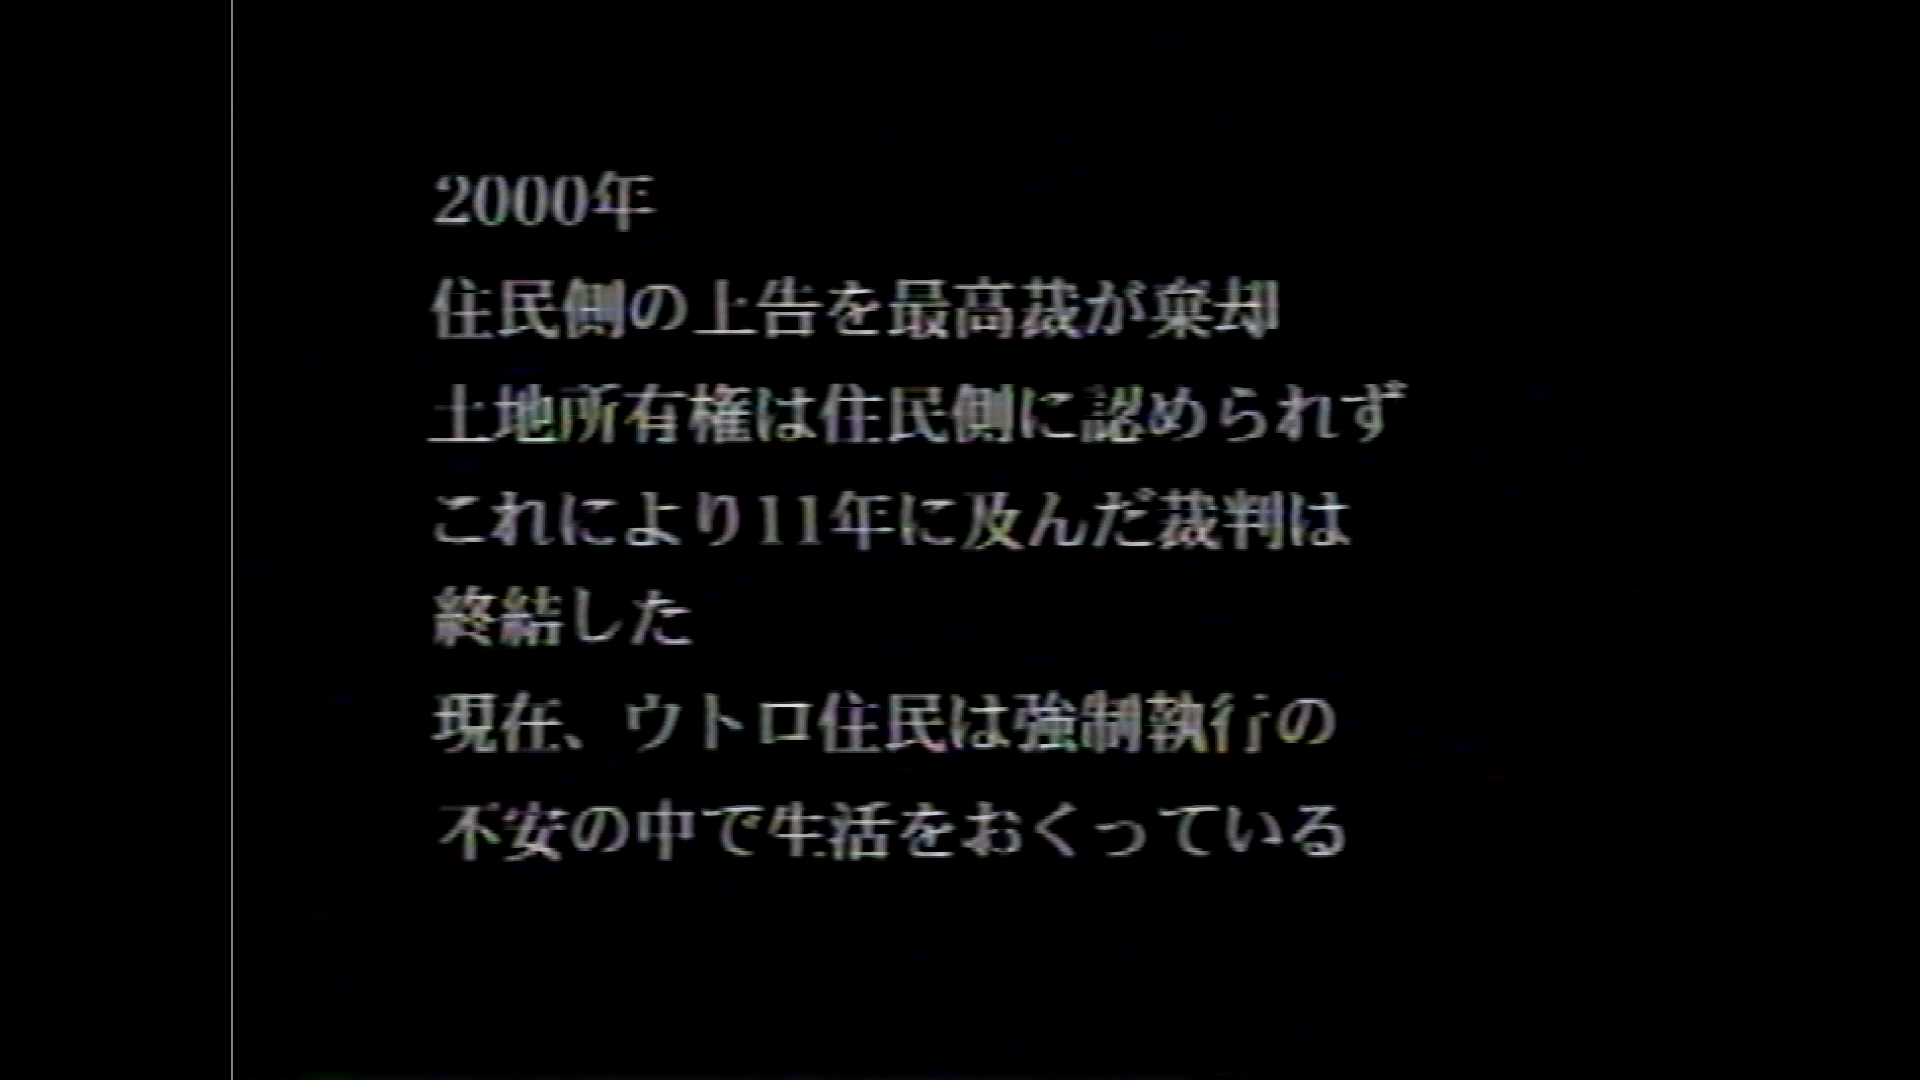 2000年
住民側の上告を最高裁が棄却
土地所有権は住民側に認められず
これにより11年に及んだ裁判は
終結した
現在、ウトロ住民は強制執行の
不安の中で生活をおくっている